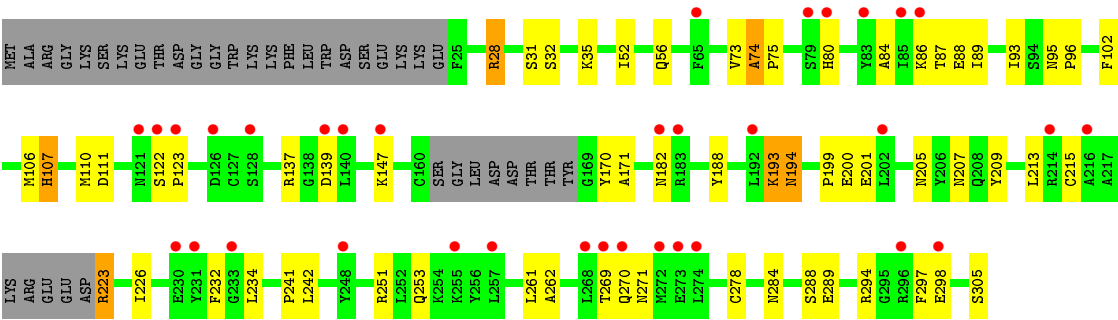 MET ALA ARG GLY LYS SER LYS LYS GLU THR ASP GLY GLY TRP LYS LYS PHE LEU TRP ASP SER GLU LYS LYS GLU F25 R28 S31 S32 K35 I52 Q56 F65 V73 A74 P75 S79 H80 Y83 A84 I85 K86 T87 E88 I89 I93 S94 N95 P96 F102
M106 H107 M110 D111 N121 S122 P123 D126 C127 S128 R137 G138 D139 L140 K147 C160 SER GLY LEU ASP ASP THR THR TYR G169 Y170 A171 N182 R183 Y188 L192 K193 N194 P199 E200 E201 L202 N205 Y206 N207 Q208 Y209 L213 R214 C215 A216 A217
LYS ARG GLU GLU ASP R223 I226 E230 Y231 F232 G233 L234 P241 L242 Y248 R251 L252 Q253 K254 K255 Y256 L257 L261 A262 L268 T269 Q270 N271 M272 E273 L274 C278 N284 S288 E289 R294 G295 R296 F297 E298 S305